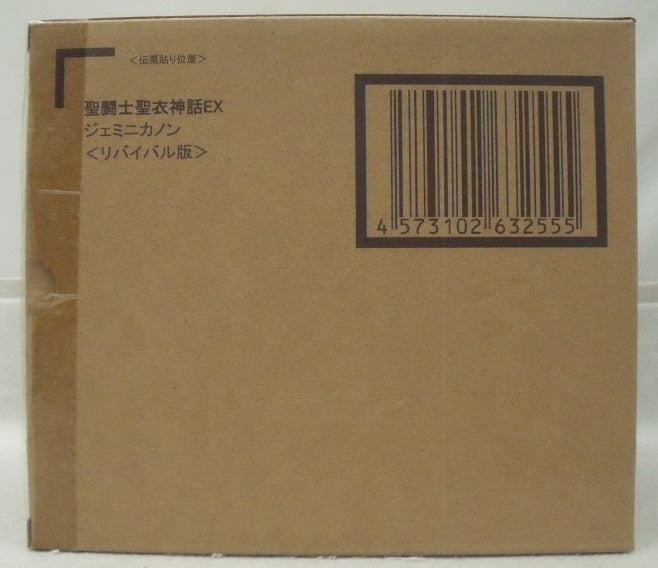 ＜伝票貼り位置＞
聖闘士聖衣神話EX
ジェミニカノン
＜リバイバル版＞
4 573102 632555